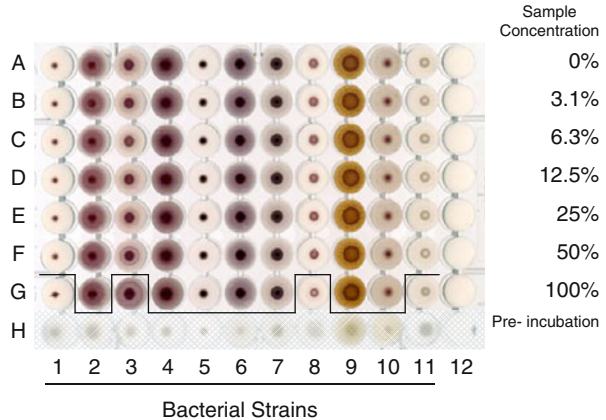 Sample
Concentration
A 0%
B 3.1%
C 6.3%
D 12.5%
E 25%
F 50%
G 100%
H Pre- incubation
1 2 3 4 5 6 7 8 9 10 11 12
Bacterial Strains